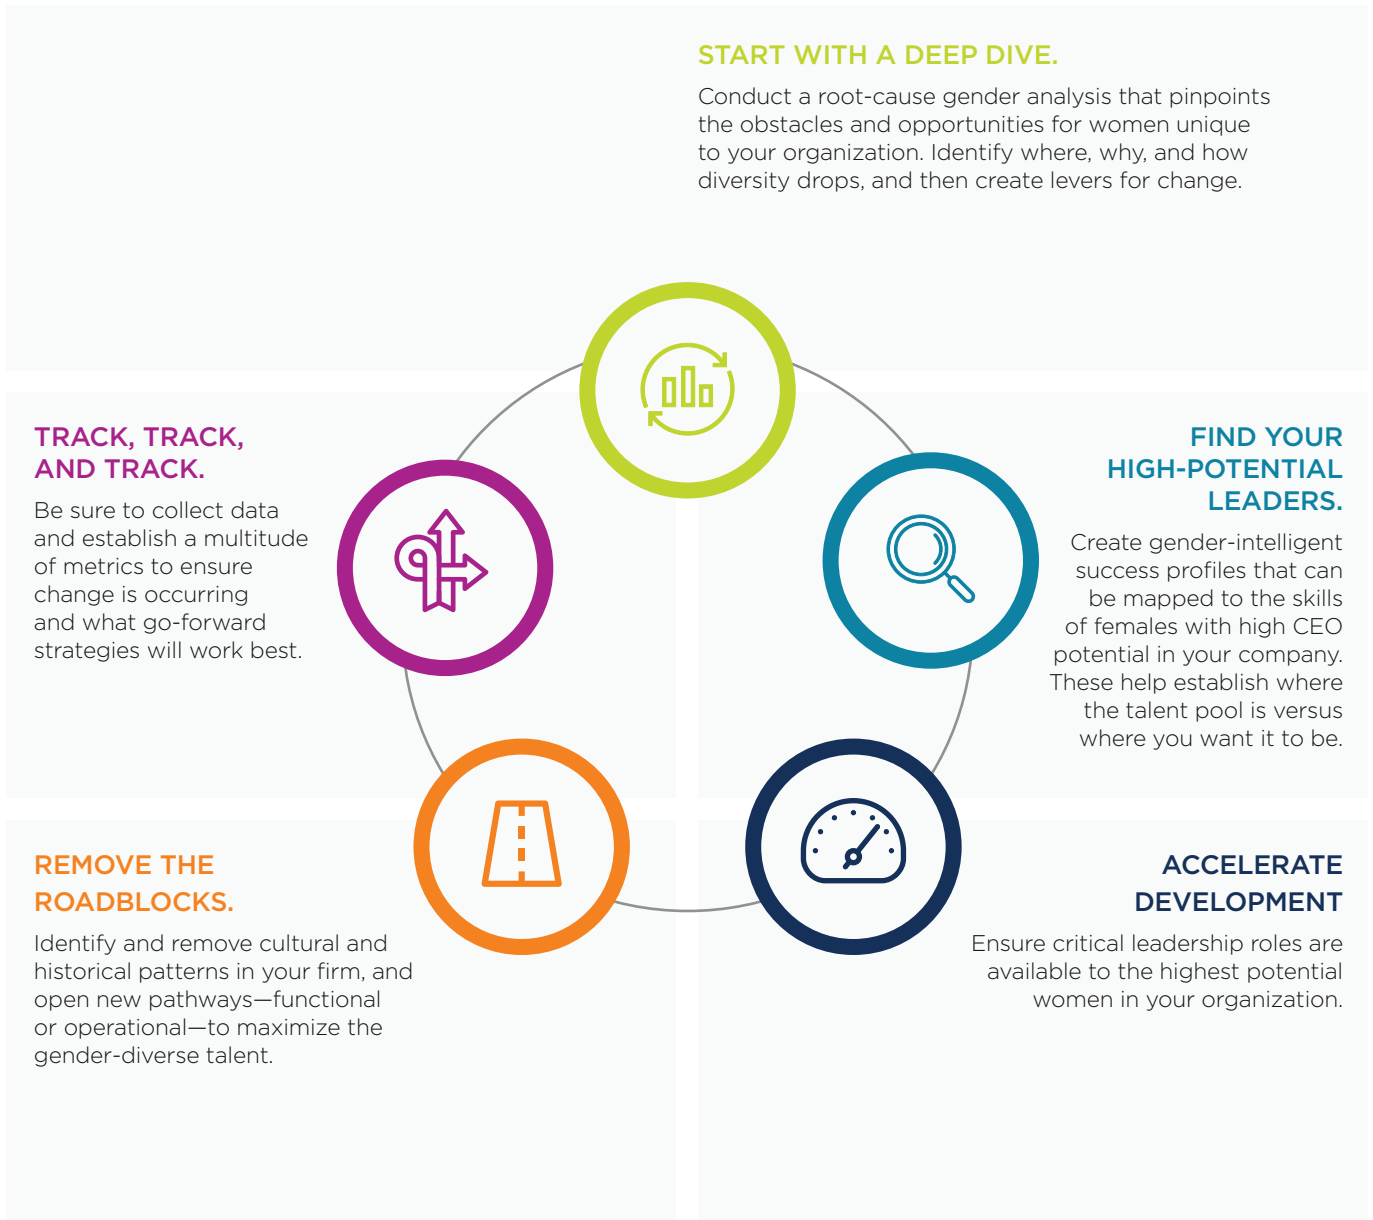 START WITH A DEEP DIVE.
Conduct a root-cause gender analysis that pinpoints
the obstacles and opportunities for women unique
to your organization. Identify where, why, and how
diversity drops, and then create levers for change.
FIND YOUR
HIGH-POTENTIAL
LEADERS.
Create gender-intelligent
success profiles that can
be mapped to the skills
of females with high CEO
potential in your company.
These help establish where
the talent pool is versus
where you want it to be.
ACCELERATE
DEVELOPMENT
Ensure critical leadership roles are
available to the highest potential
women in your organization.
REMOVE THE
ROADBLOCKS.
Identify and remove cultural and
historical patterns in your firm, and
open new pathways—functional
or operational—to maximize the
gender-diverse talent.
TRACK, TRACK,
AND TRACK.
Be sure to collect data
and establish a multitude
of metrics to ensure
change is occurring
and what go-forward
strategies will work best.